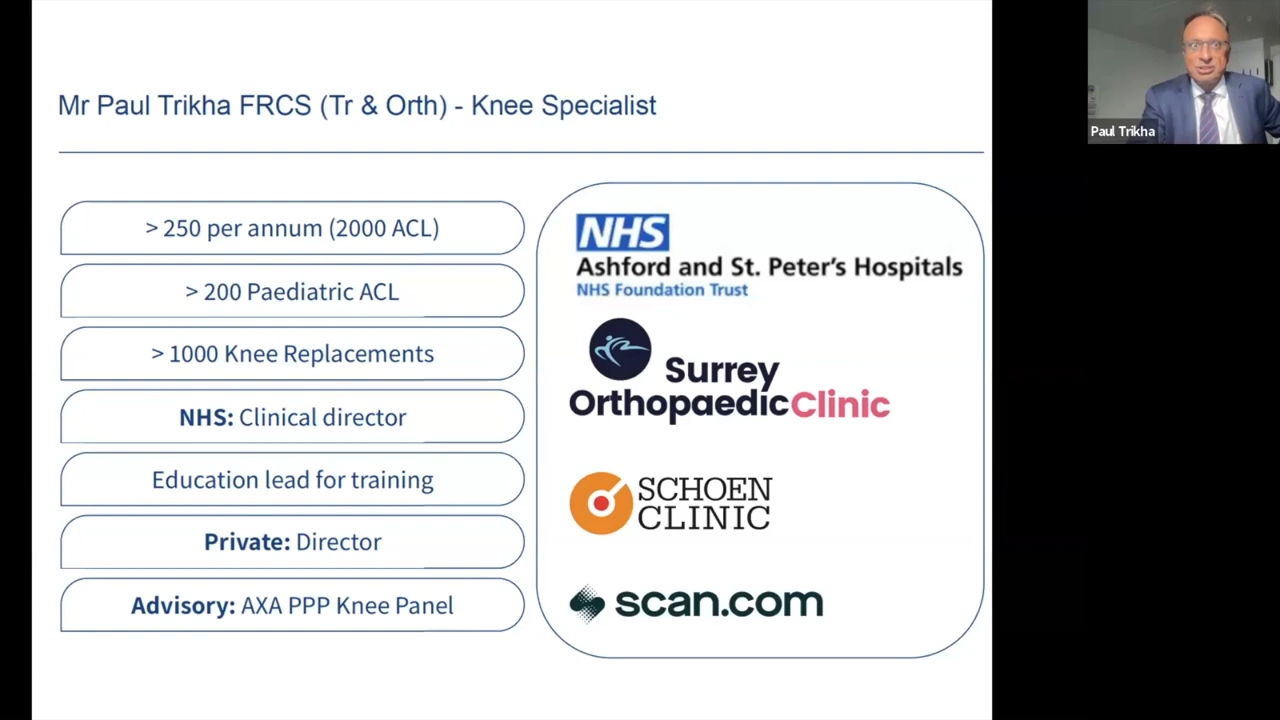 Mr Paul Trikha FRCS (Tr & Orth) - Knee Specialist
> 250 per annum (2000 ACL)
> 200 Paediatric ACL
> 1000 Knee Replacements
NHS: Clinical director
Education lead for training
Private: Director
Advisory: AXA PPP Knee Panel
NHS
Ashford and St. Peter's Hospitals
NHS Foundation Trust
Surrey
OrthopaedicClinic
SCHOEN
CLINIC
scan.com
Paul Trikha